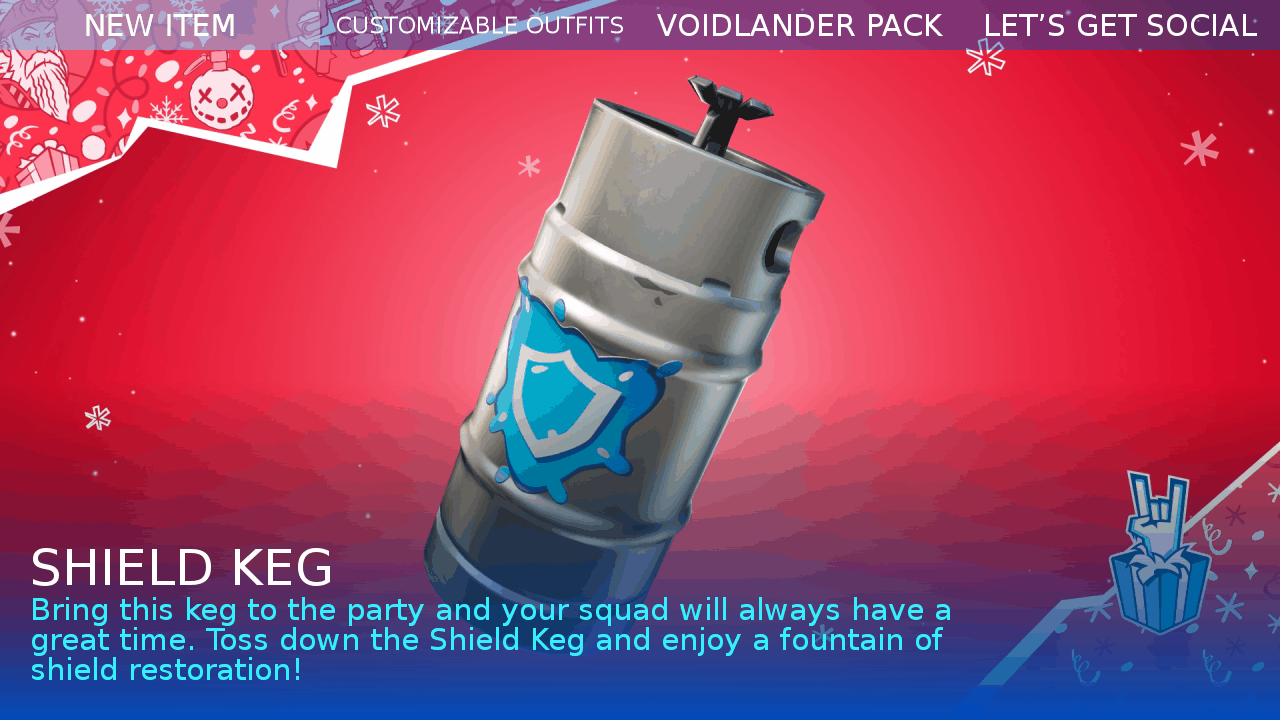 NEW ITEM
CUSTOMIZABLE OUTFITS
VOIDLANDER PACK
LET’S GET SOCIAL
SHIELD KEG
Bring this keg to the party and your squad will always have a
great time. Toss down the Shield Keg and enjoy a fountain of
shield restoration!